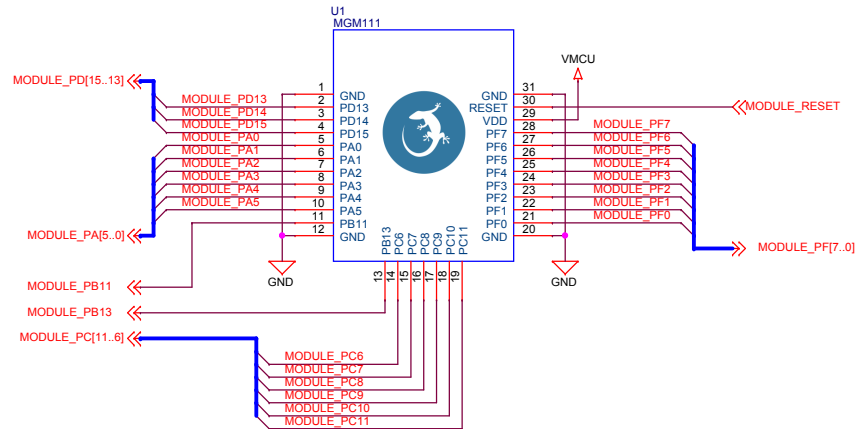 U1
MGM111
VMCU
MODULE_PD[15..13]
1 GND
MODULE_PD13 2 PD13
MODULE_PD14 3 PD14
MODULE_PD15 4 PD15
MODULE_PA0 5 PA0
MODULE_PA1 6 PA1
MODULE_PA2 7 PA2
MODULE_PA3 8 PA3
MODULE_PA4 9 PA4
MODULE_PA5 10 PA5
11 PB11
12 GND
GND 31
RESET 30 MODULE_RESET
VDD 29
PF7 28 MODULE_PF7
PF6 27 MODULE_PF6
PF5 26 MODULE_PF5
PF4 25 MODULE_PF4
PF3 24 MODULE_PF3
PF2 23 MODULE_PF2
PF1 22 MODULE_PF1
PF0 21 MODULE_PF0
GND 20
MODULE_PA[5..0]
MODULE_PF[7..0]
PB13 13
PC6 14
PC7 15
PC8 16
PC9 17
PC10 18
PC11 19
GND
GND
MODULE_PB11
MODULE_PB13
MODULE_PC[11..6]
MODULE_PC6
MODULE_PC7
MODULE_PC8
MODULE_PC9
MODULE_PC10
MODULE_PC11